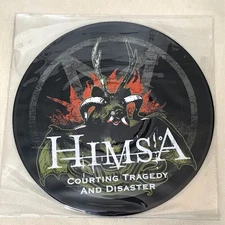 HIMSA
COURTING TRAGEDY
AND DISASTER